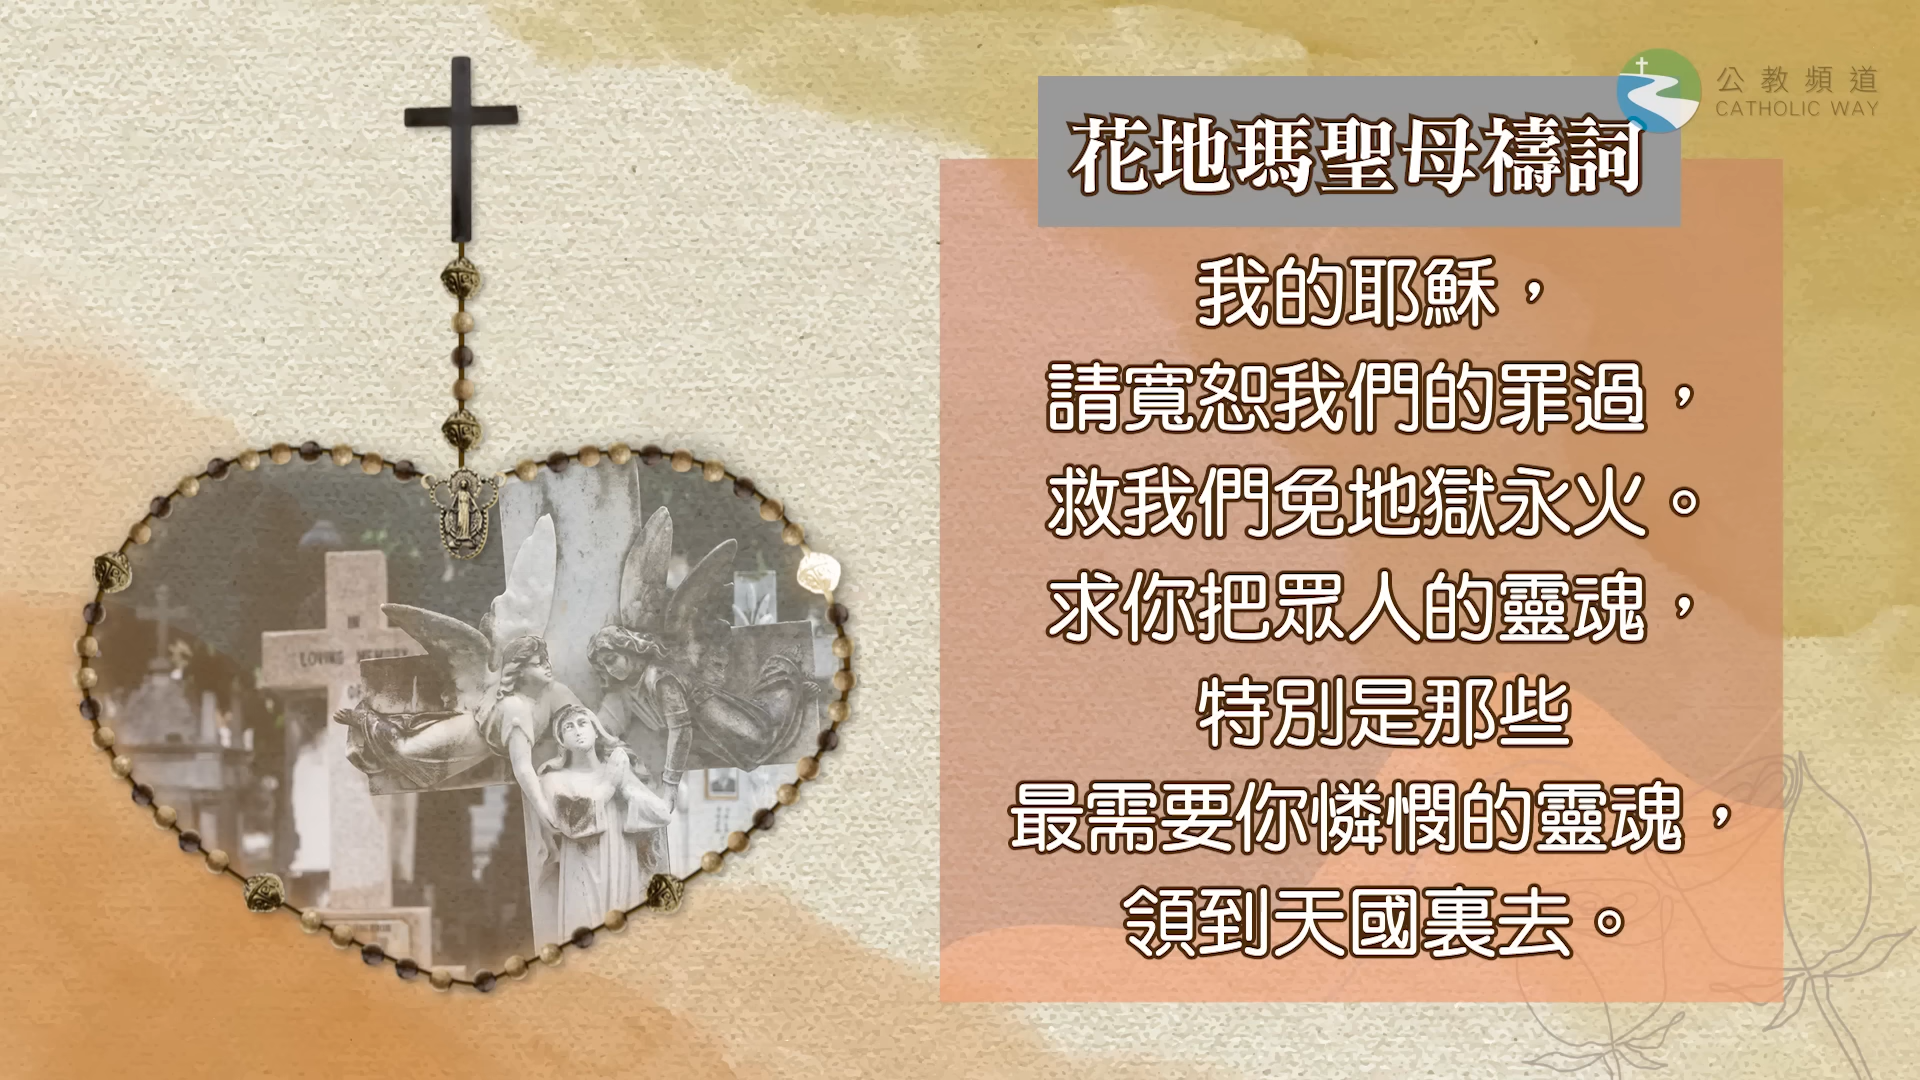 公教頻道
CATHOLIC WAY
花地瑪聖母禱詞
我的耶穌，
請寬恕我們的罪過，
救我們免地獄永火。
求你把眾人的靈魂，
特別是那些
最需要你憐憫的靈魂，
領到天國裏去。
LOVING MEMORY
OF